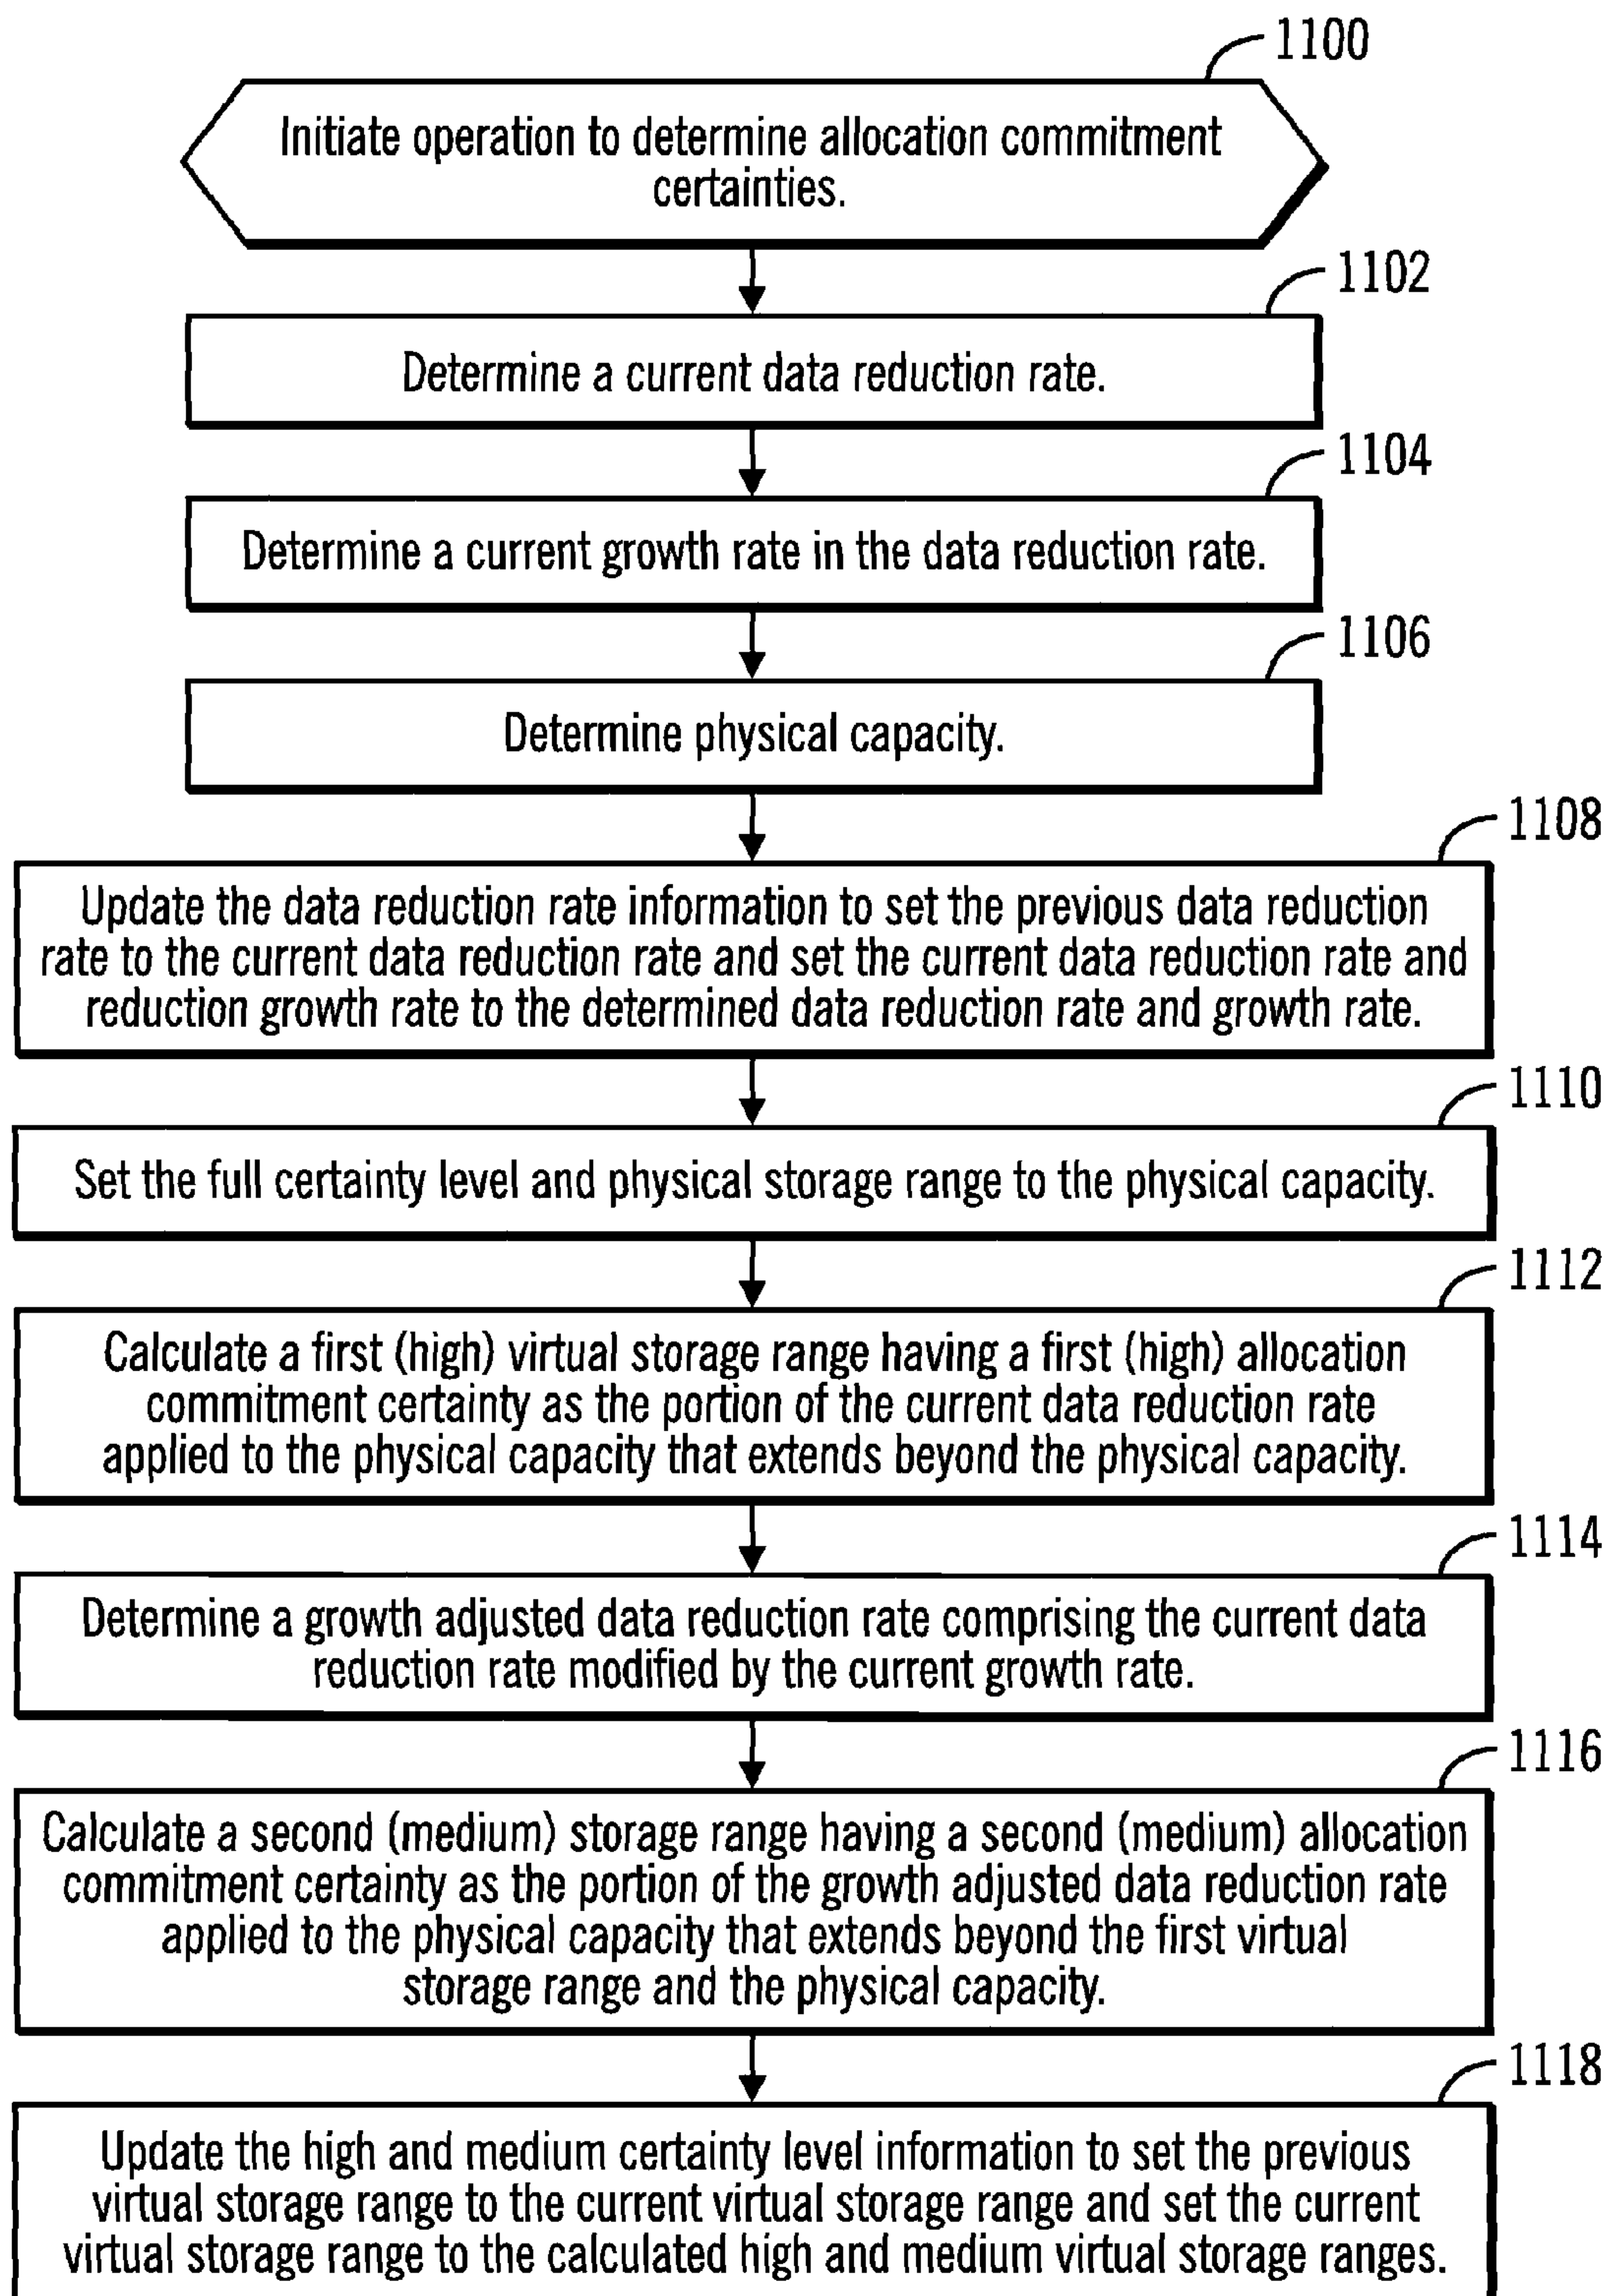 1100
Initiate operation to determine allocation commitment
certainties.
1102
Determine a current data reduction rate.
1104
Determine a current growth rate in the data reduction rate.
1106
Determine physical capacity.
1108
Update the data reduction rate information to set the previous data reduction
rate to the current data reduction rate and set the current data reduction rate and
reduction growth rate to the determined data reduction rate and growth rate.
1110
Set the full certainty level and physical storage range to the physical capacity.
1112
Calculate a first (high) virtual storage range having a first (high) allocation
commitment certainty as the portion of the current data reduction rate
applied to the physical capacity that extends beyond the physical capacity.
1114
Determine a growth adjusted data reduction rate comprising the current data
reduction rate modified by the current growth rate.
1116
Calculate a second (medium) storage range having a second (medium) allocation
commitment certainty as the portion of the growth adjusted data reduction rate
applied to the physical capacity that extends beyond the first virtual
storage range and the physical capacity.
1118
Update the high and medium certainty level information to set the previous
virtual storage range to the current virtual storage range and set the current
virtual storage range to the calculated high and medium virtual storage ranges.